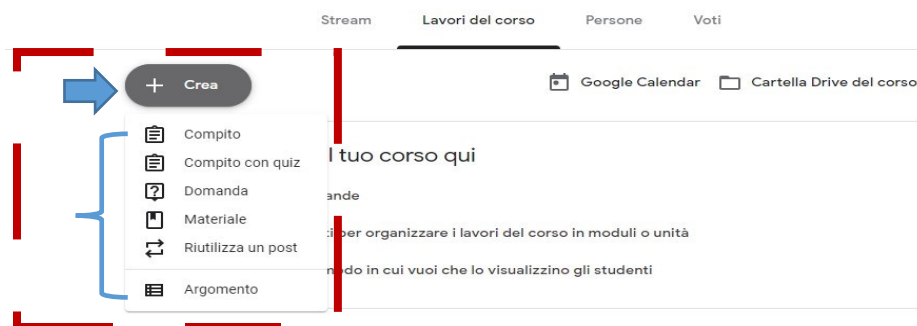 Stream Lavori del corso Persone Voti
Crea Google Calendar Cartella Drive del corso
Compito
l tuo corso qui
Compito con quiz
Domanda
ande
Materiale
per organizzare i lavori del corso in moduli o unità
Riutilizza un post
in cui vuoi che lo visualizzino gli studenti
Argomento